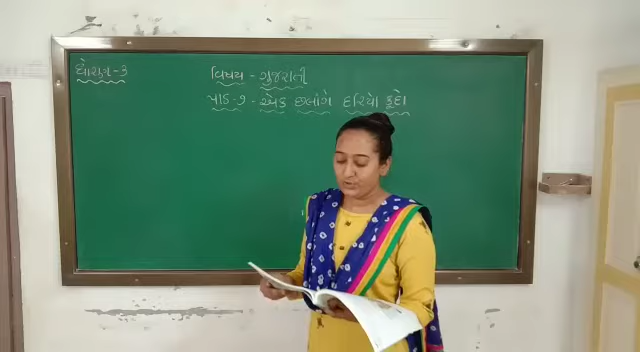 ધોરણ-૩
વિષય - ગુજરાતી
પાઠ-૭ - એક છલાંગે દરિયો કૂદ્યો